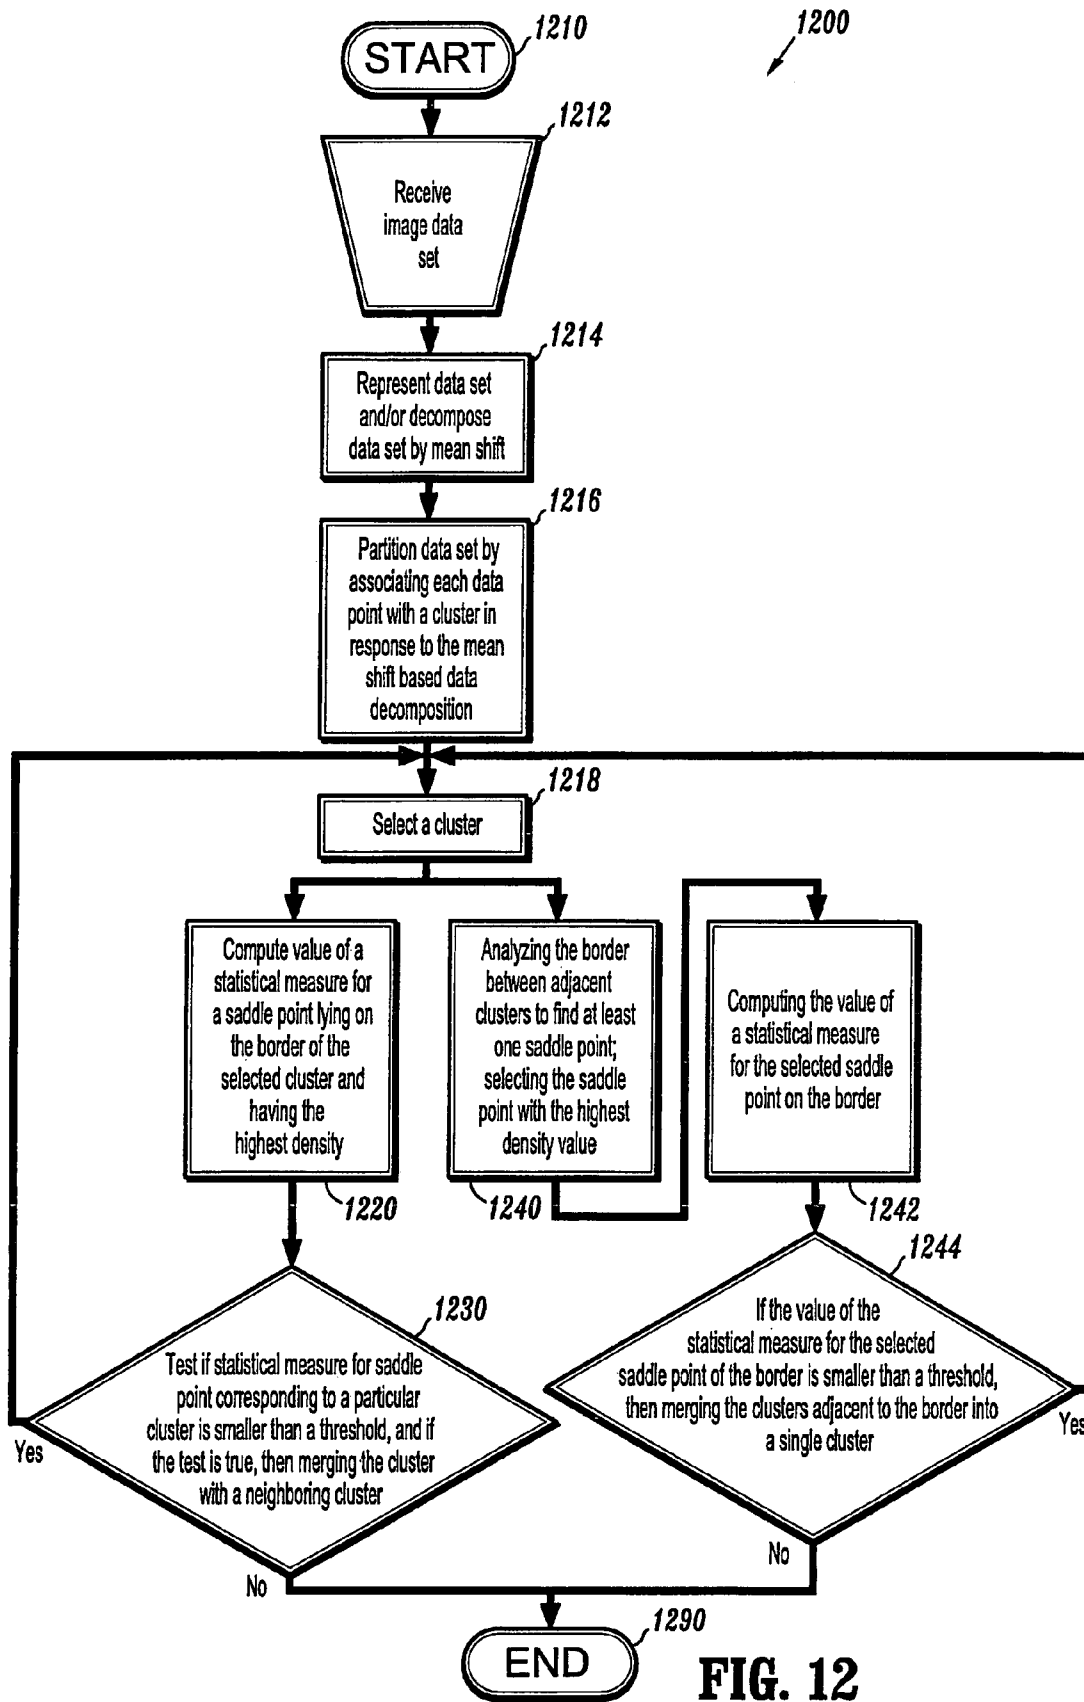 1200
1210
START
1212
Receive
image data
set
1214
Represent data set
and/or decompose
data set by mean shift
1216
Partition data set by
associating each data
point with a cluster in
response to the mean
shift based data
decomposition
1218
Select a cluster
Compute value of a
statistical measure for
a saddle point lying on
the border of the
selected cluster and
having the
highest density
1220
Analyzing the border
between adjacent
clusters to find at least
one saddle point;
selecting the saddle
point with the highest
density value
1240
Computing the value of
a statistical measure
for the selected saddle
point on the border
1242
1230
Test if statistical measure for saddle
point corresponding to a particular
cluster is smaller than a threshold, and if
the test is true, then merging the cluster
with a neighboring cluster
Yes
No
1244
If the value of the
statistical measure for the selected
saddle point of the border is smaller than a threshold,
then merging the clusters adjacent to the border into
a single cluster
Yes
No
1290
END
FIG. 12